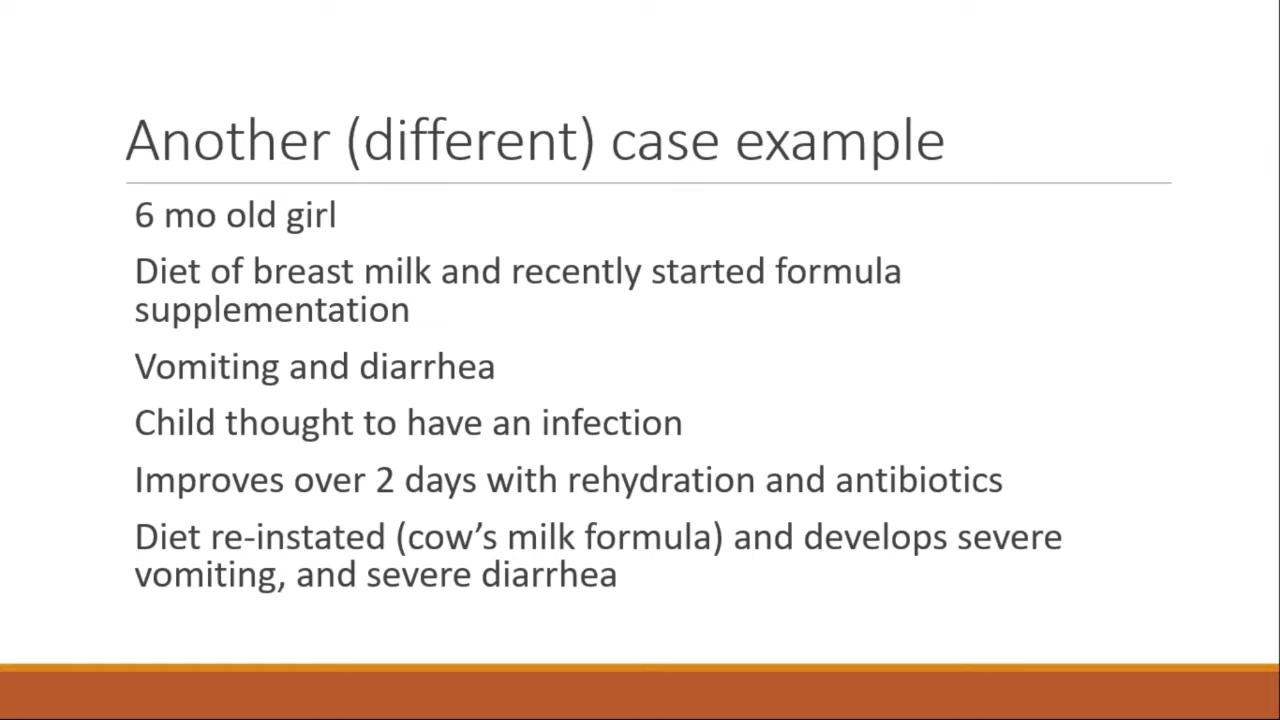 Another (different) case example
6 mo old girl
Diet of breast milk and recently started formula
supplementation
Vomiting and diarrhea
Child thought to have an infection
Improves over 2 days with rehydration and antibiotics
Diet re-instated (cow’s milk formula) and develops severe
vomiting, and severe diarrhea